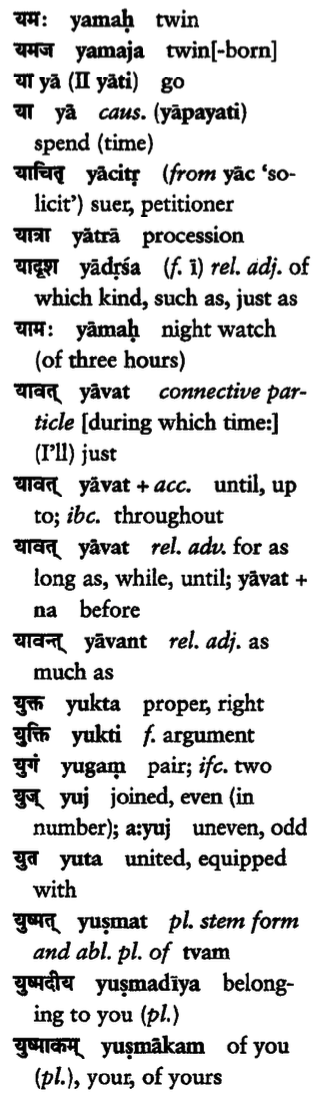 यमः yamaḥ twin
यमज yamaja twin[-born]
या yā (II yāti) go
या yā caus. (yāpayati)
spend (time)
याचितृ yācitṛ (from yāc ‘so-
licit’) suer, petitioner
यात्रा yātrā procession
यादृश yādṛśa (f. ī) rel. adj. of
which kind, such as, just as
यामः yāmaḥ night watch
(of three hours)
यावत् yāvat connective par-
ticle [during which time:]
(I’ll) just
यावत् yāvat + acc. until, up
to; ibc. throughout
यावत् yāvat rel. adv. for as
long as, while, until; yāvat +
na before
यावन्त् yāvant rel. adj. as
much as
युक्त yukta proper, right
युक्ति yukti f. argument
युगं yugaṃ pair; ifc. two
युज् yuj joined, even (in
number); a:yuj uneven, odd
युत yuta united, equipped
with
युष्मत् yuṣmat pl. stem form
and abl. pl. of tvam
युष्मदीय yuṣmadīya belong-
ing to you (pl.)
युष्माकम् yuṣmākam of you
(pl.), your, of yours